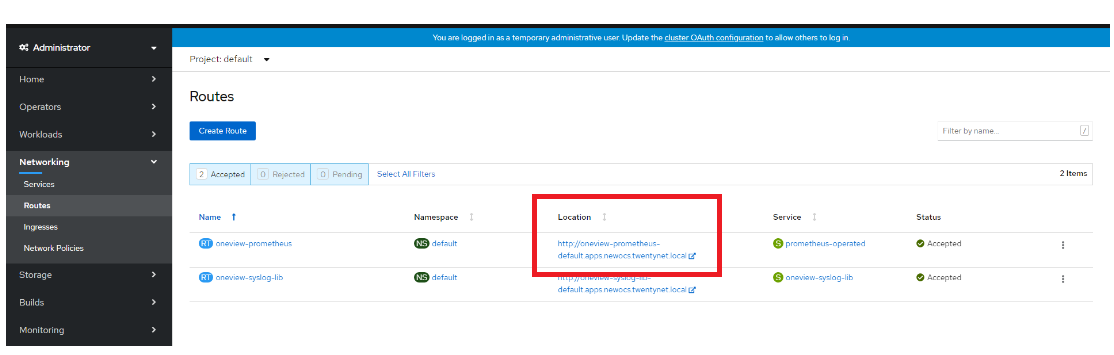 You are logged in as a temporary administrative user. Update the cluster OAuth configuration to allow others to log in.
Administrator
Project: default
Home
Operators
Workloads
Networking
Services
Routes
Ingresses
Network Policies
Storage
Builds
Monitoring
Routes
Create Route
Filter by name...
/
2 Accepted
0 Rejected
0 Pending
Select All Filters
2 Items
Name
Namespace
Location
Service
Status
RT oneview-prometheus
NS default
http://oneview-prometheus-
default.apps.newocs.twentynet.local
S prometheus-operated
Accepted
RT oneview-syslog-lib
NS default
http://oneview-syslog-lib-
default.apps.newocs.twentynet.local
S oneview-syslog-lib
Accepted